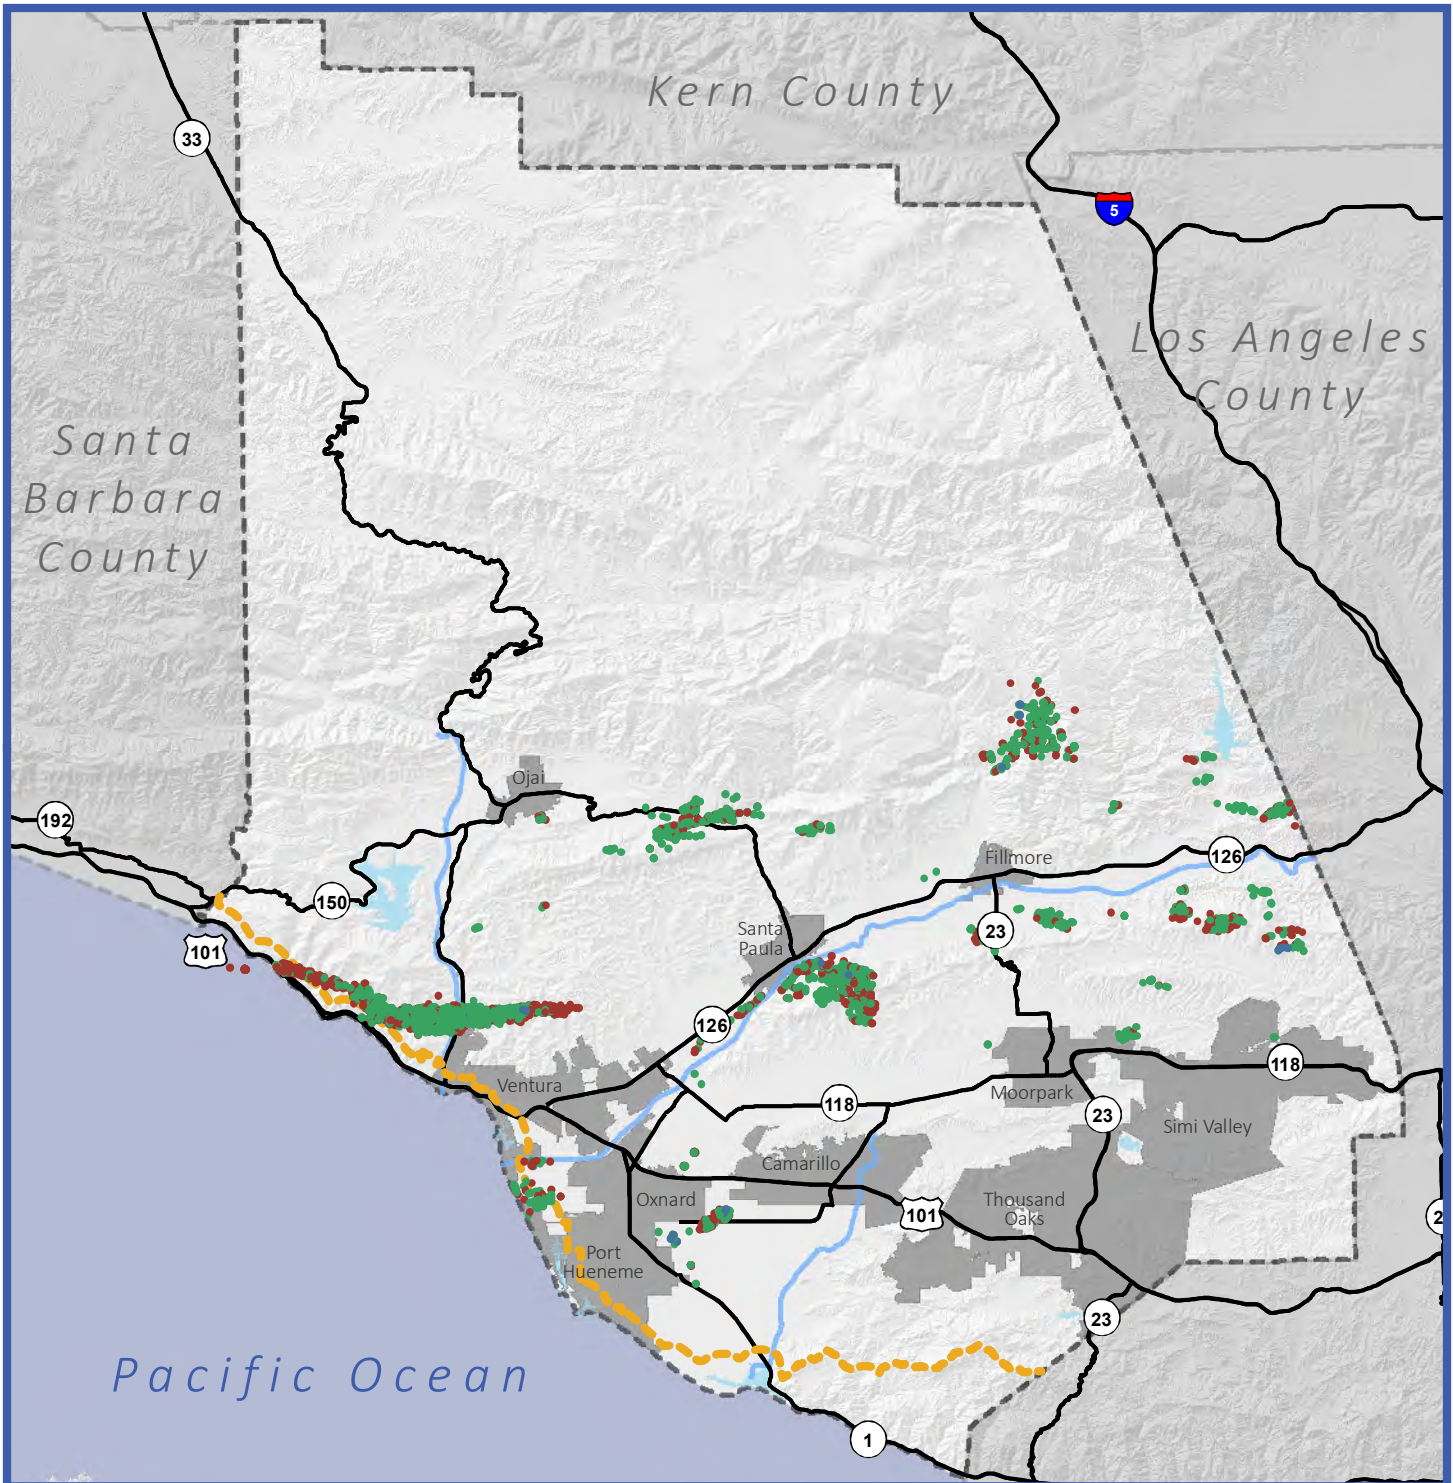 Kern County
33
5
Los Angeles
County
Santa
Barbara
County
Ojai
192
Fillmore
126
150
23
Santa
Paula
101
126
118
Ventura
Moorpark
118
23
Simi Valley
Camarillo
Oxnard
Thousand
Oaks
101
2
Port
Hueneme
23
Pacific Ocean
1